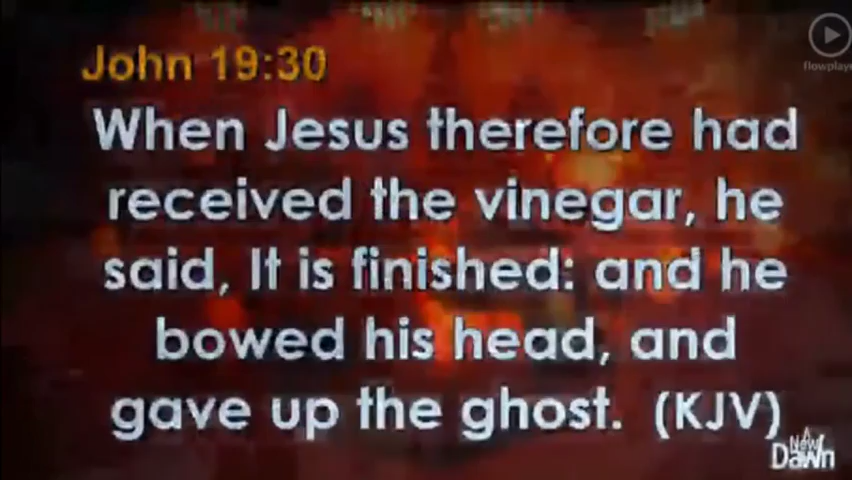 John 19:30
flowplaye
When Jesus therefore had
received the vinegar, he
said, It is finished: and he
bowed his head, and
gave up the ghost. (KJV)
A
New
Dawn